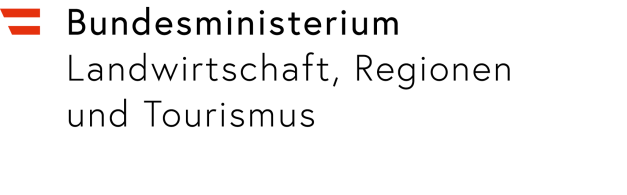 Bundesministerium
Landwirtschaft, Regionen
und Tourismus